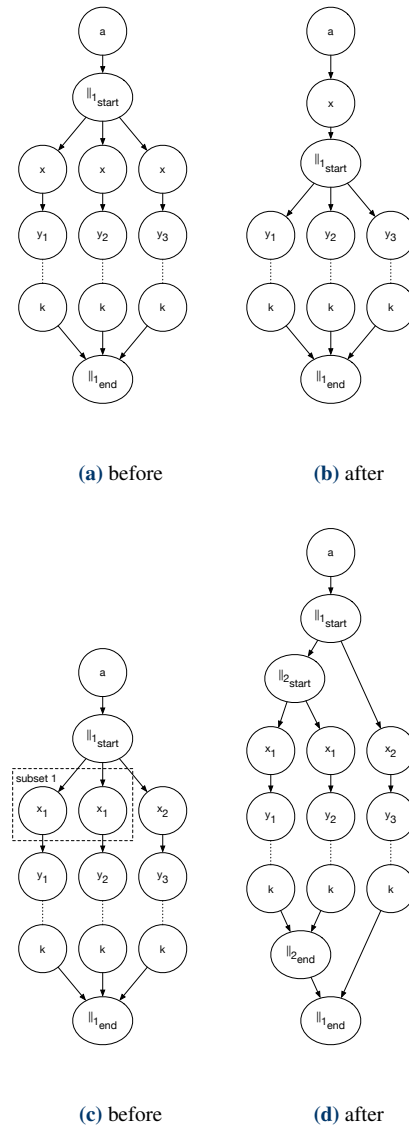 a
||1start
x x x
y1 y2 y3
k k k
||1end
(a) before
a
x
||1start
y1 y2 y3
k k k
||1end
(b) after
a
||1start
subset 1
x1 x1 x2
y1 y2 y3
k k k
||1end
(c) before
a
||1start
||2start
x1 x1 x2
y1 y2 y3
k k k
||2end
||1end
(d) after